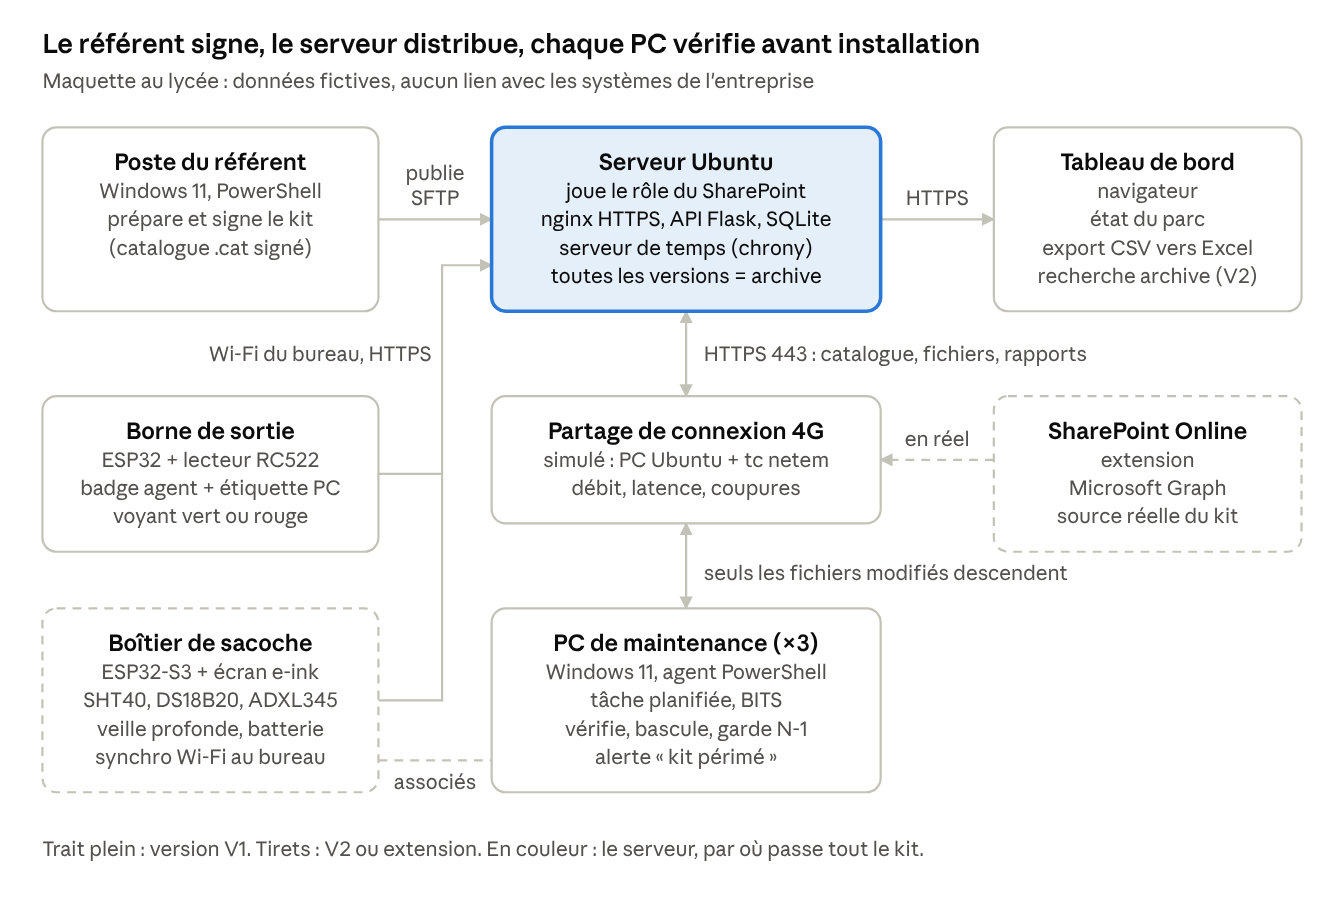 Le référent signe, le serveur distribue, chaque PC vérifie avant installation
Maquette au lycée : données fictives, aucun lien avec les systèmes de l'entreprise
Poste du référent
Windows 11, PowerShell
prépare et signe le kit
(catalogue .cat signé)
publie
SFTP
Serveur Ubuntu
joue le rôle du SharePoint
nginx HTTPS, API Flask, SQLite
serveur de temps (chrony)
toutes les versions = archive
HTTPS
Tableau de bord
navigateur
état du parc
export CSV vers Excel
recherche archive (V2)
Wi-Fi du bureau, HTTPS
HTTPS 443 : catalogue, fichiers, rapports
Borne de sortie
ESP32 + lecteur RC522
badge agent + étiquette PC
voyant vert ou rouge
Partage de connexion 4G
simulé : PC Ubuntu + tc netem
débit, latence, coupures
en réel
SharePoint Online
extension
Microsoft Graph
source réelle du kit
seuls les fichiers modifiés descendent
Boîtier de sacoche
ESP32-S3 + écran e-ink
SHT40, DS18B20, ADXL345
veille profonde, batterie
synchro Wi-Fi au bureau
associés
PC de maintenance (×3)
Windows 11, agent PowerShell
tâche planifiée, BITS
vérifie, bascule, garde N-1
alerte « kit périmé »
Trait plein : version V1. Tirets : V2 ou extension. En couleur : le serveur, par où passe tout le kit.